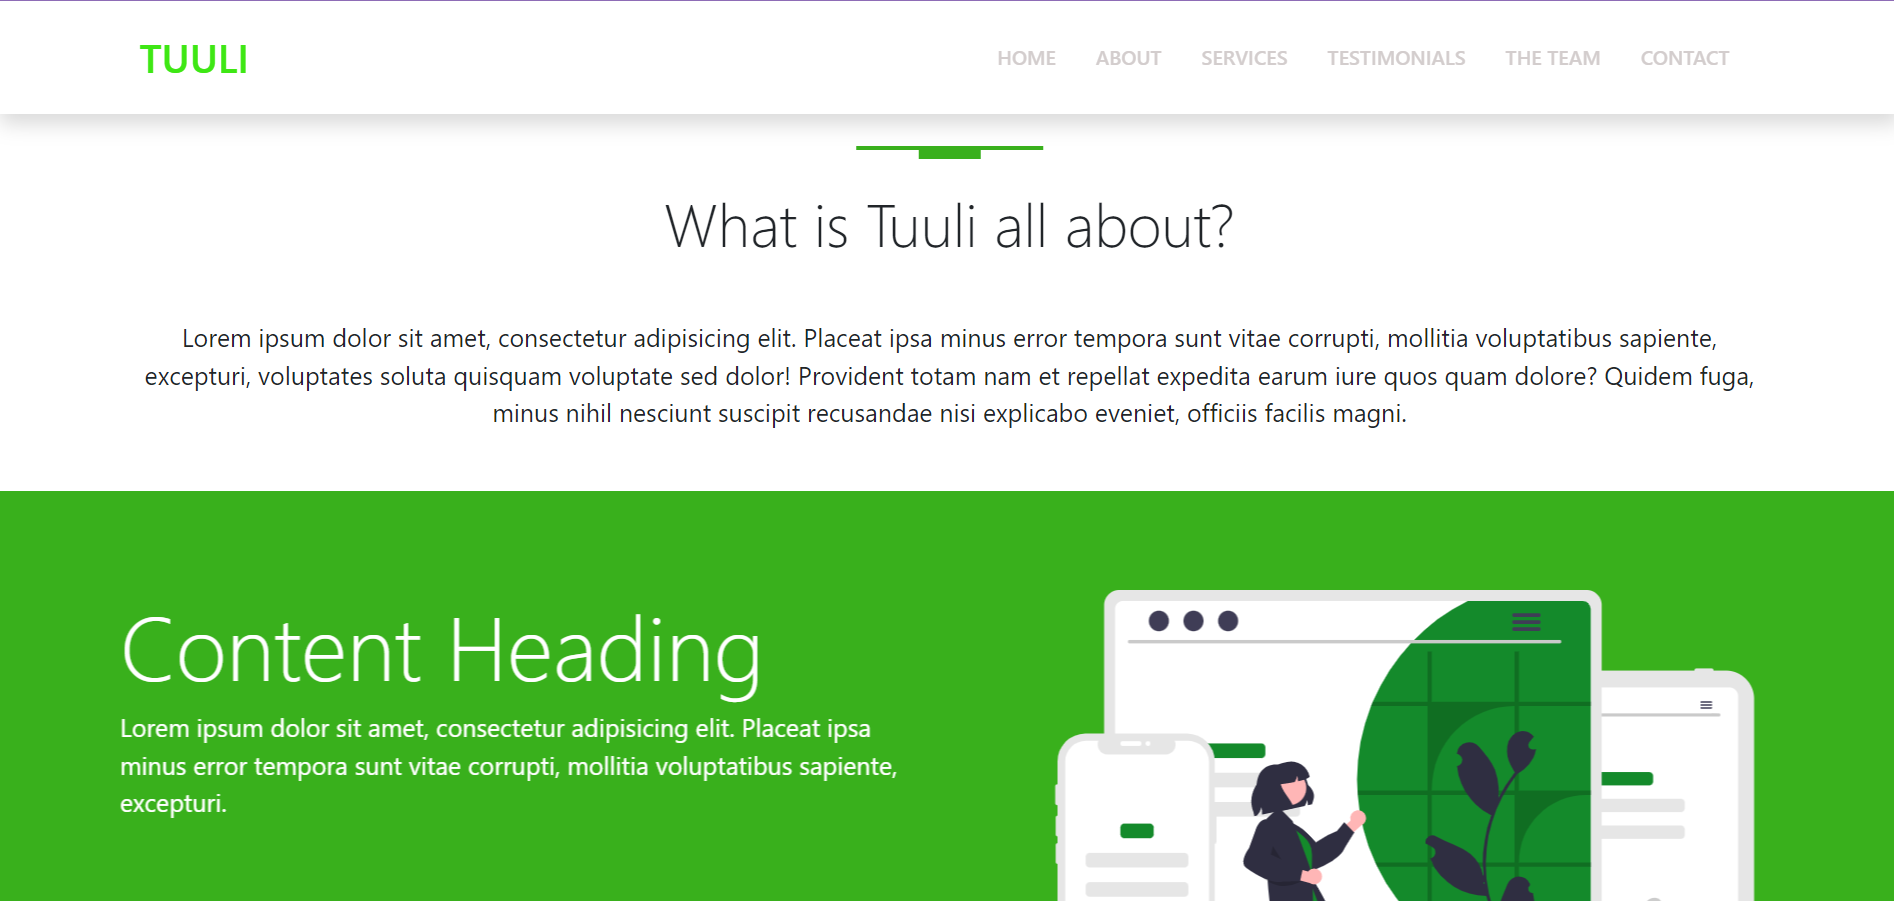 TUULI
HOME ABOUT SERVICES TESTIMONIALS THE TEAM CONTACT
What is Tuuli all about?
Lorem ipsum dolor sit amet, consectetur adipisicing elit. Placeat ipsa minus error tempora sunt vitae corrupti, mollitia voluptatibus sapiente,
excepturi, voluptates soluta quisquam voluptate sed dolor! Provident totam nam et repellat expedita earum iure quos quam dolore? Quidem fuga,
minus nihil nesciunt suscipit recusandae nisi explicabo eveniet, officiis facilis magni.
Content Heading
Lorem ipsum dolor sit amet, consectetur adipisicing elit. Placeat ipsa
minus error tempora sunt vitae corrupti, mollitia voluptatibus sapiente,
excepturi.